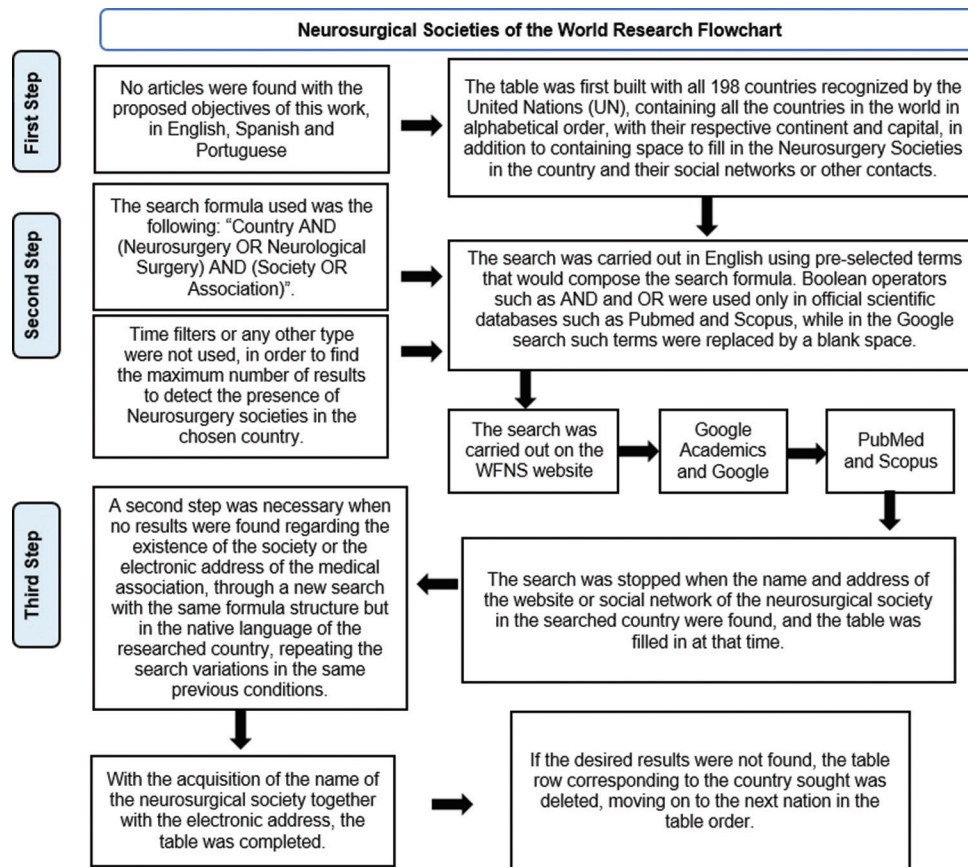 Neurosurgical Societies of the World Research Flowchart
First Step
No articles were found with the
proposed objectives of this work,
in English, Spanish and
Portuguese
The table was first built with all 198 countries recognized by the
United Nations (UN), containing all the countries in the world in
alphabetical order, with their respective continent and capital, in
addition to containing space to fill in the Neurosurgery Societies
in the country and their social networks or other contacts.
Second Step
The search formula used was the
following: “Country AND
(Neurosurgery OR Neurological
Surgery) AND (Society OR
Association)”.
Time filters or any other type
were not used, in order to find
the maximum number of results
to detect the presence of
Neurosurgery societies in the
chosen country.
The search was carried out in English using pre-selected terms
that would compose the search formula. Boolean operators
such as AND and OR were used only in official scientific
databases such as Pubmed and Scopus, while in the Google
search such terms were replaced by a blank space.
The search was
carried out on the
WFNS website
Google
Academics
and Google
PubMed
and Scopus
Third Step
A second step was necessary when
no results were found regarding the
existence of the society or the
electronic address of the medical
association, through a new search
with the same formula structure but
in the native language of the
researched country, repeating the
search variations in the same
previous conditions.
The search was stopped when the name and address of
the website or social network of the neurosurgical society
in the searched country were found, and the table was
filled in at that time.
With the acquisition of the name of
the neurosurgical society together
with the electronic address, the
table was completed.
If the desired results were not found, the table
row corresponding to the country sought was
deleted, moving on to the next nation in the
table order.